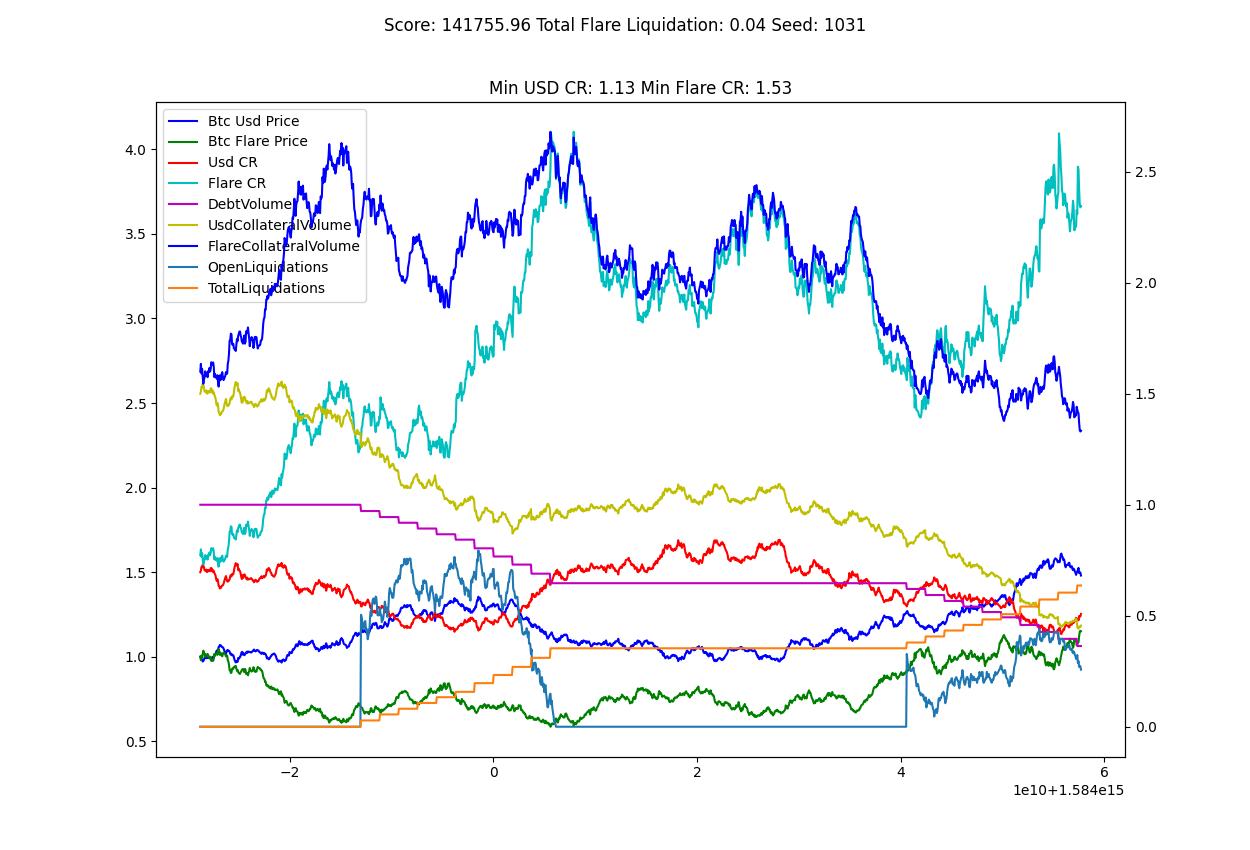 Score: 141755.96 Total Flare Liquidation: 0.04 Seed: 1031
Min USD CR: 1.13 Min Flare CR: 1.53
Btc Usd Price
Btc Flare Price
Usd CR
Flare CR
DebtVolume
UsdCollateralVolume
FlareCollateralVolume
OpenLiquidations
TotalLiquidations
4.0
3.5
3.0
2.5
2.0
1.5
1.0
0.5
2.5
2.0
1.5
1.0
0.5
0.0
−2 0 2 4 6
1e10+1.584e15